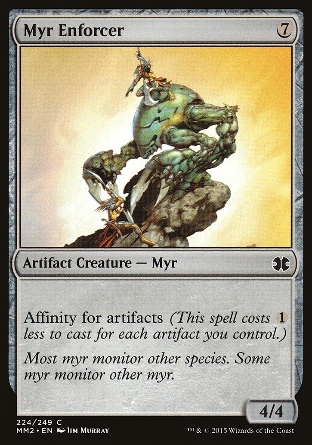 Myr Enforcer 7
Artifact Creature — Myr
Affinity for artifacts (This spell costs 1
less to cast for each artifact you control.)
Most myr monitor other species. Some
myr monitor other myr.
4/4
224/249 C
MM2 • EN Jim Murray
™ & © 2015 Wizards of the Coast